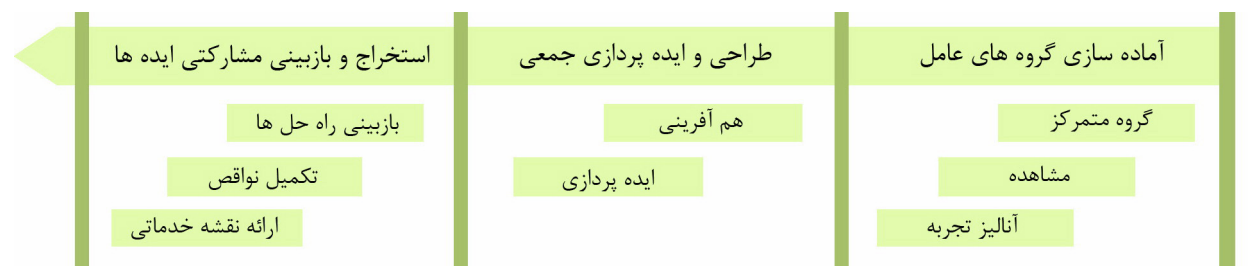 آماده سازی گروه های عامل
گروه متمرکز
مشاهده
آنالیز تجربه
طراحی و ایده پردازی جمعی
هم آفرینی
ایده پردازی
استخراج و بازبینی مشارکتی ایده ها
بازبینی راه حل ها
تکمیل نواقص
ارائه نقشه خدماتی